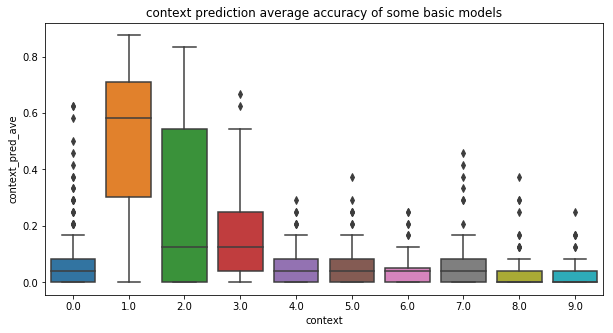 context prediction average accuracy of some basic models
context_pred_ave
0.8
0.6
0.4
0.2
0.0
0.0 1.0 2.0 3.0 4.0 5.0 6.0 7.0 8.0 9.0
context